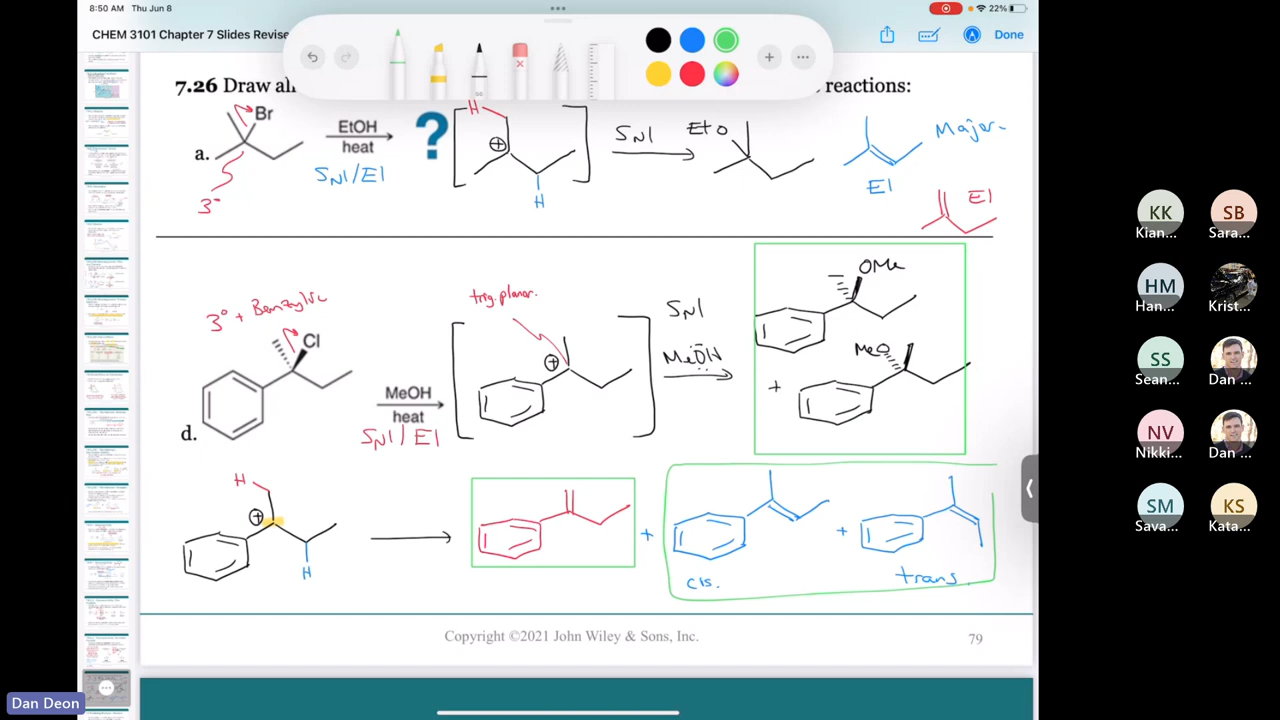 8:50 AM Thu Jun 8
22%
CHEM 3101 Chapter 7 Slides Revise
Done
50
7.26 Draw al
reactions:
a.
Br
3°
EtOH
heat
SN1/E1
?
H
H
SN1
EtO
E1
Major
E1
d.
3° + Benzylic
Cl
MeOH
heat
SN1/E1
trig. planar
SN1
MeOH
OMe
MeO
+
H
H
+
+
cis
trans
Copyright ©2021 John Wiley & Sons, Inc.
79
KK
Kian...
SB
Sara...
HM
Han...
Krist...
SS
Sean...
Dan ...
NV
Nikki...
Dan ...
SM
Sava...
KS
Kata...
Dan Deon